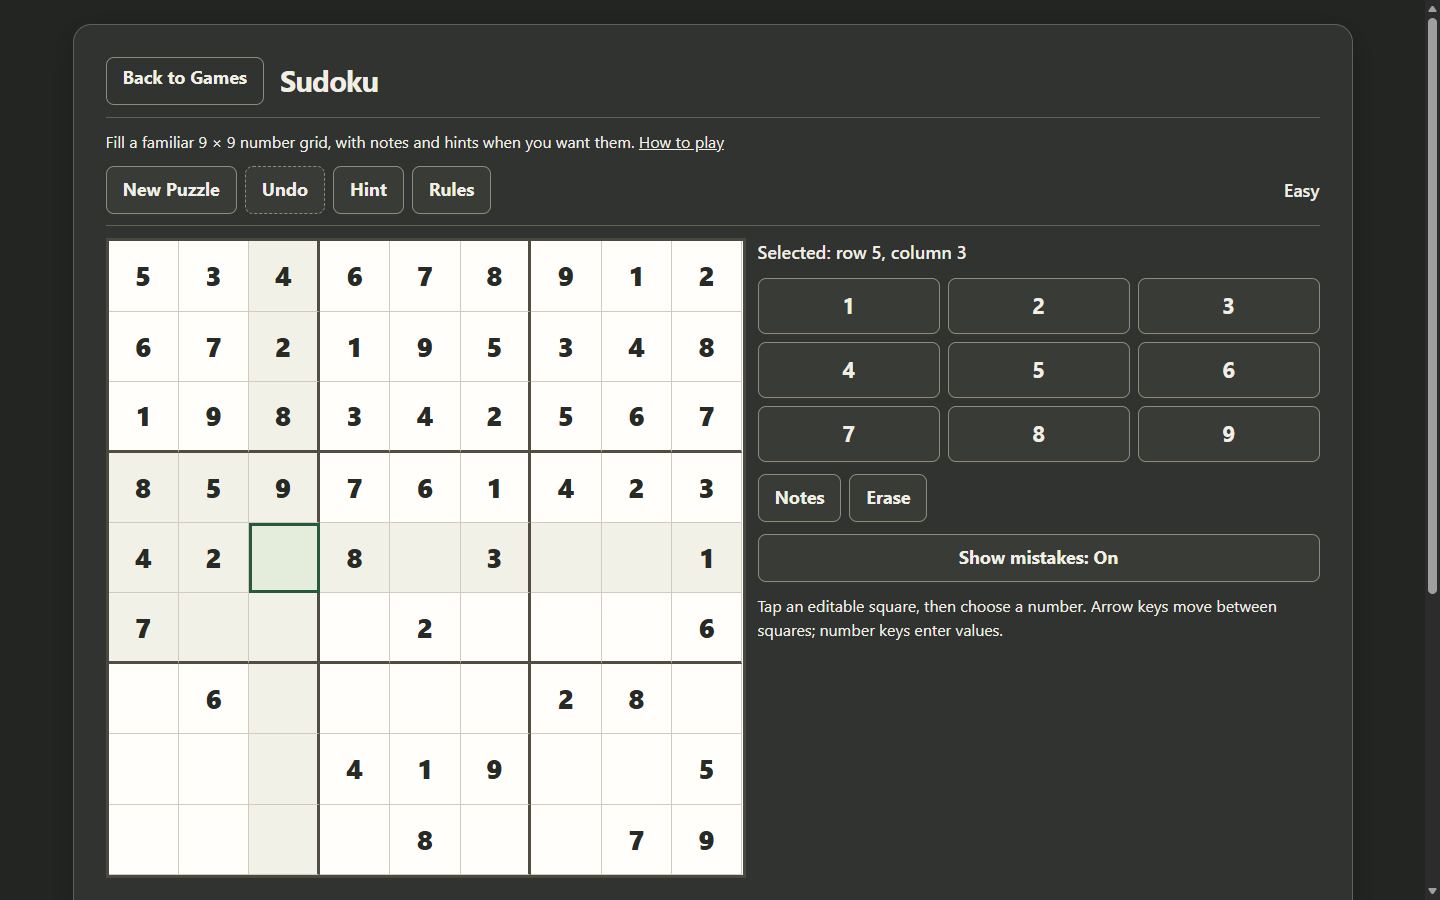 Back to Games
Sudoku
Fill a familiar 9 × 9 number grid, with notes and hints when you want them. How to play
New Puzzle Undo Hint Rules
Easy
5 3 4 6 7 8 9 1 2
6 7 2 1 9 5 3 4 8
1 9 8 3 4 2 5 6 7
8 5 9 7 6 1 4 2 3
4 2 8 3 1
7 2 6
6 2 8
4 1 9 5
8 7 9
Selected: row 5, column 3
1 2 3
4 5 6
7 8 9
Notes Erase
Show mistakes: On
Tap an editable square, then choose a number. Arrow keys move between
squares; number keys enter values.